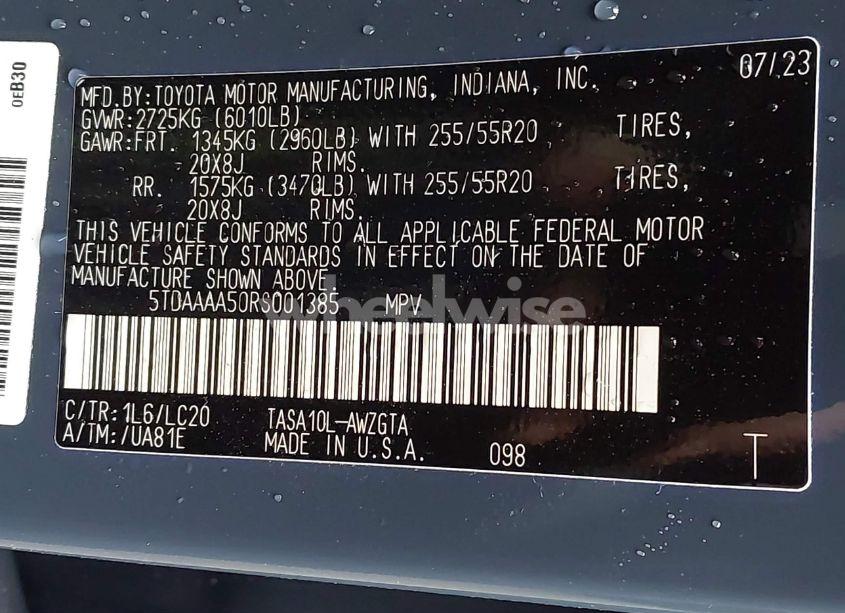 0EB30
07/23
MFD.BY:TOYOTA MOTOR MANUFACTURING, INDIANA, INC.
GVWR:2725KG (6010LB)
GAWR:FRT. 1345KG (2960LB) WITH 255/55R20 TIRES,
20X8J RIMS.
RR. 1575KG (3470LB) WITH 255/55R20 TIRES,
20X8J RIMS.
THIS VEHICLE CONFORMS TO ALL APPLICABLE FEDERAL MOTOR
VEHICLE SAFETY STANDARDS IN EFFECT ON THE DATE OF
MANUFACTURE SHOWN ABOVE.
5TDAAAA50RS001385 MPV
wheelwise
C/TR:1L6/LC20 TASA10L-AWZGTA
A/TM:/UA81E MADE IN U.S.A. 098
T